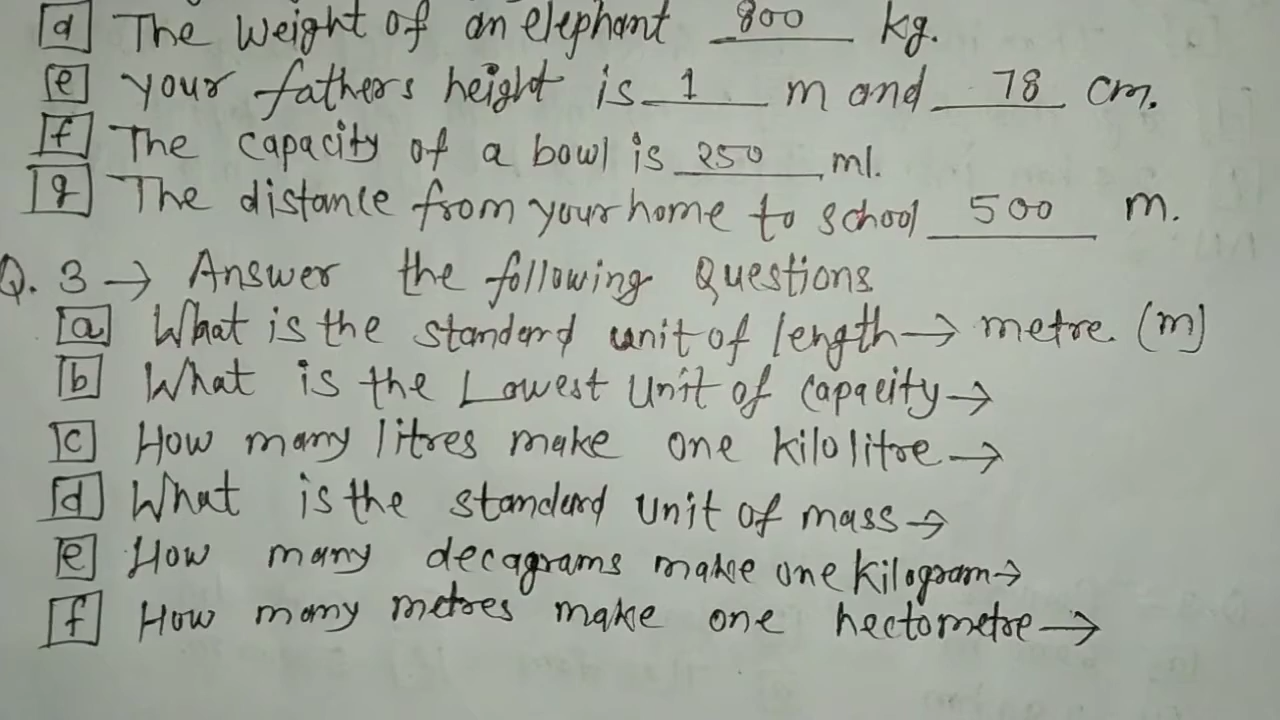 d The weight of an elephant 800 kg.
e your fathers height is 1 m and 78 cm.
f The capacity of a bowl is 250 ml.
g The distance from your home to school 500 m.
Q. 3 → Answer the following Questions
a What is the standard unit of length → metre. (m)
b What is the Lowest Unit of capacity →
c How many litres make one kilolitre →
d What is the standard unit of mass →
e How many decagrams make one kilogram →
f How many metres make one hectometre →